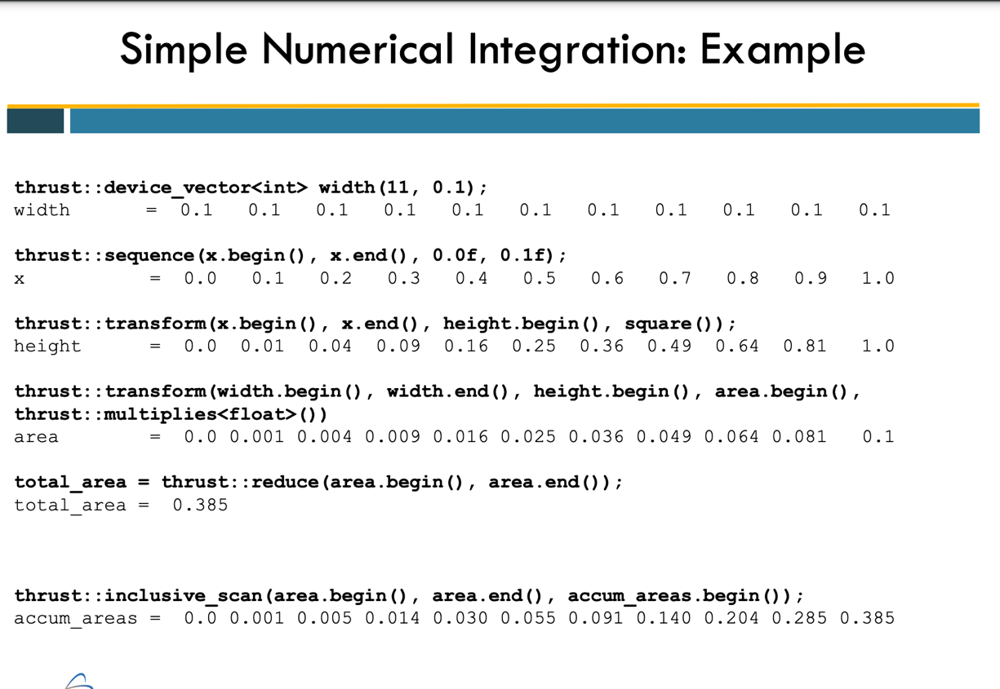 Simple Numerical Integration: Example
thrust::device_vector<int> width(11, 0.1);
width = 0.1 0.1 0.1 0.1 0.1 0.1 0.1 0.1 0.1 0.1 0.1
thrust::sequence(x.begin(), x.end(), 0.0f, 0.1f);
x = 0.0 0.1 0.2 0.3 0.4 0.5 0.6 0.7 0.8 0.9 1.0
thrust::transform(x.begin(), x.end(), height.begin(), square());
height = 0.0 0.01 0.04 0.09 0.16 0.25 0.36 0.49 0.64 0.81 1.0
thrust::transform(width.begin(), width.end(), height.begin(), area.begin(),
thrust::multiplies<float>())
area = 0.0 0.001 0.004 0.009 0.016 0.025 0.036 0.049 0.064 0.081 0.1
total_area = thrust::reduce(area.begin(), area.end());
total_area = 0.385
thrust::inclusive_scan(area.begin(), area.end(), accum_areas.begin());
accum_areas = 0.0 0.001 0.005 0.014 0.030 0.055 0.091 0.140 0.204 0.285 0.385